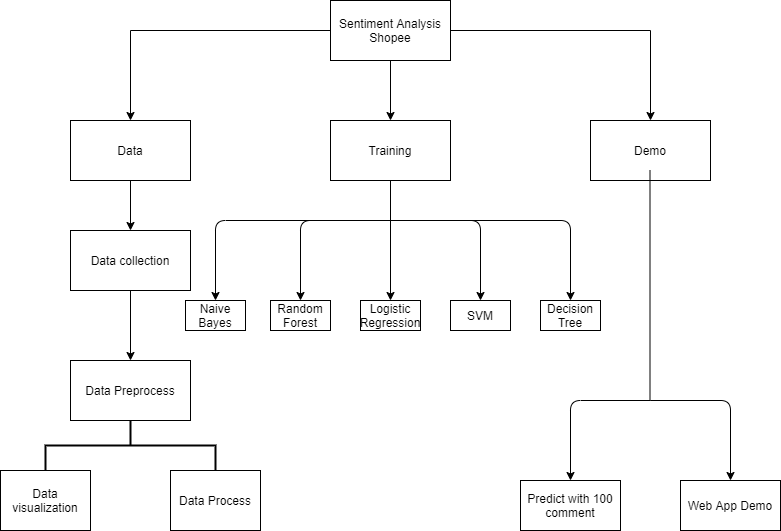 Sentiment Analysis
Shopee
Data
Training
Demo
Data collection
Naive
Bayes
Random
Forest
Logistic
Regression
SVM
Decision
Tree
Data Preprocess
Data
visualization
Data Process
Predict with 100
comment
Web App Demo